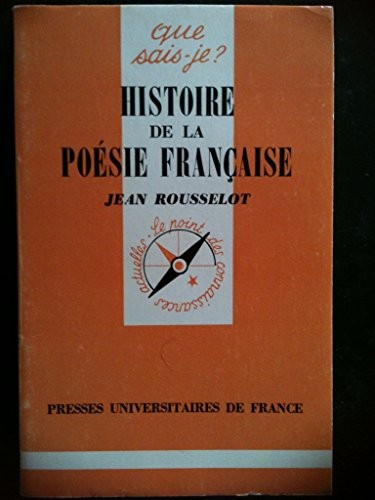 que
sais-je?
HISTOIRE
DE LA
POÉSIE FRANÇAISE
JEAN ROUSSELOT
le point des connaissances actuelles
PRESSES UNIVERSITAIRES DE FRANCE